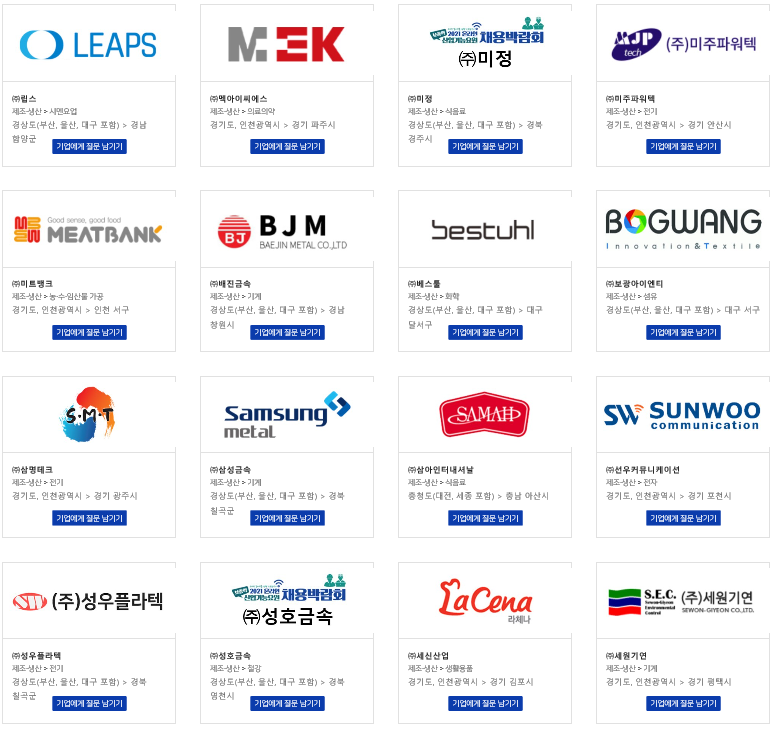 LEAPS
㈜립스
제조·생산 > 시멘요업
경상도(부산, 울산, 대구 포함) > 경남
함양군
기업에게 질문 남기기
MEK
㈜멕아이씨에스
제조·생산 > 의료의약
경기도, 인천광역시 > 경기 파주시
기업에게 질문 남기기
2021 온라인
산업기능요원 채용박람회
㈜미정
㈜미정
제조·생산 > 식음료
경상도(부산, 울산, 대구 포함) > 경북
경주시
기업에게 질문 남기기
MJP
tech
(주)미주파워텍
㈜미주파워텍
제조·생산 > 전기
경기도, 인천광역시 > 경기 안산시
기업에게 질문 남기기
Good sense, good food
MEATBANK
㈜미트뱅크
제조·생산 > 농·수·임산물 가공
경기도, 인천광역시 > 인천 서구
기업에게 질문 남기기
BJ
BJM
BAEJIN METAL CO.,LTD
㈜배진금속
제조·생산 > 기계
경상도(부산, 울산, 대구 포함) > 경남
창원시
기업에게 질문 남기기
bestuhl
㈜베스툴
제조·생산 > 화학
경상도(부산, 울산, 대구 포함) > 대구
달서구
기업에게 질문 남기기
BOGWANG
Innovation&Textile
㈜보광아이엔티
제조·생산 > 섬유
경상도(부산, 울산, 대구 포함) > 대구 서구
기업에게 질문 남기기
S·M·T
㈜삼명테크
제조·생산 > 전기
경기도, 인천광역시 > 경기 광주시
기업에게 질문 남기기
Samsung
metal
㈜삼성금속
제조·생산 > 기계
경상도(부산, 울산, 대구 포함) > 경북
칠곡군
기업에게 질문 남기기
SAMAH
㈜삼아인터내셔날
제조·생산 > 식음료
충청도(대전, 세종 포함) > 충남 아산시
기업에게 질문 남기기
SW SUNWOO
communication
㈜선우커뮤니케이션
제조·생산 > 전자
경기도, 인천광역시 > 경기 포천시
기업에게 질문 남기기
SW (주)성우플라텍
㈜성우플라텍
제조·생산 > 전기
경상도(부산, 울산, 대구 포함) > 경북
칠곡군
기업에게 질문 남기기
2021 온라인
산업기능요원 채용박람회
㈜성호금속
㈜성호금속
제조·생산 > 철강
경상도(부산, 울산, 대구 포함) > 경북
영천시
기업에게 질문 남기기
LaCena
라체나
㈜세신산업
제조·생산 > 생활용품
경기도, 인천광역시 > 경기 김포시
기업에게 질문 남기기
S.E.C.
Sewon-Giyeon
Environmental
Control
(주)세원기연
SEWON-GIYEON CO.,LTD.
㈜세원기연
제조·생산 > 기계
경기도, 인천광역시 > 경기 평택시
기업에게 질문 남기기